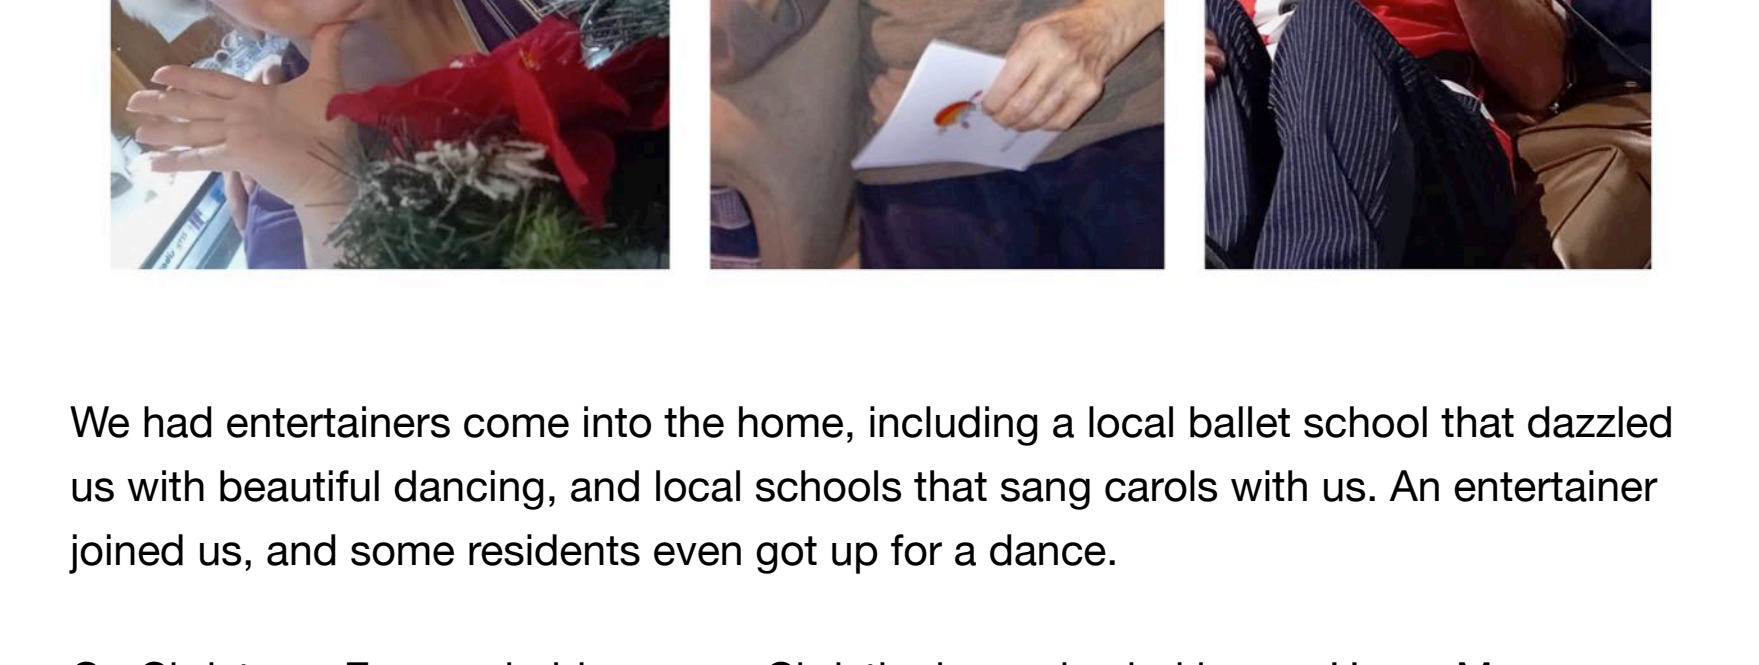 We had entertainers come into the home, including a local ballet school that dazzled
us with beautiful dancing, and local schools that sang carols with us. An entertainer
joined us, and some residents even got up for a dance.